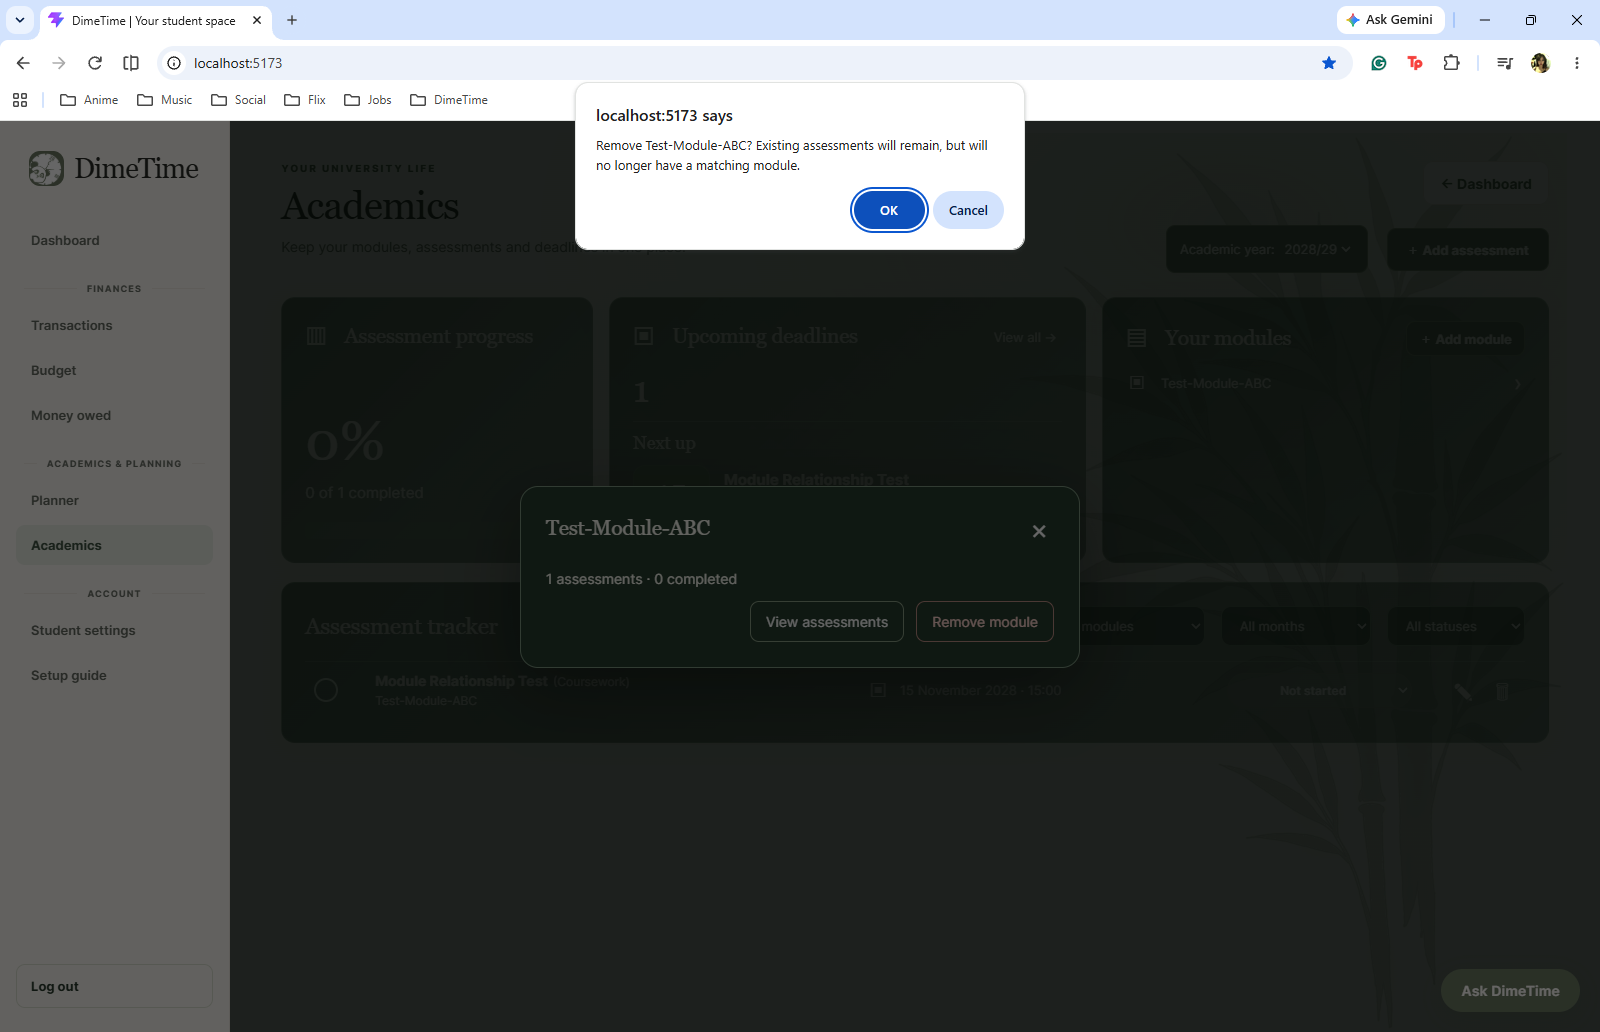 DimeTime | Your student space
Ask Gemini
localhost:5173
Anime
Music
Social
Flix
Jobs
DimeTime
localhost:5173 says
Remove Test-Module-ABC? Existing assessments will remain, but will
no longer have a matching module.
OK
Cancel
DimeTime
Dashboard
FINANCES
Transactions
Budget
Money owed
ACADEMICS & PLANNING
Planner
Academics
ACCOUNT
Student settings
Setup guide
Log out
YOUR UNIVERSITY LIFE
Academics
Keep your modules, assessments and
← Dashboard
Academic year: 2028/29
+ Add assessment
Assessment progress
0%
0 of 1 completed
Upcoming deadlines
View all →
1
Next up
Module Relationship Test
Your modules
+ Add module
Test-Module-ABC
Test-Module-ABC
1 assessments · 0 completed
View assessments
Remove module
Assessment tracker
modules
All months
All statuses
Module Relationship Test (Coursework)
Test-Module-ABC
15 November 2028 · 15:00
Not started
Ask DimeTime